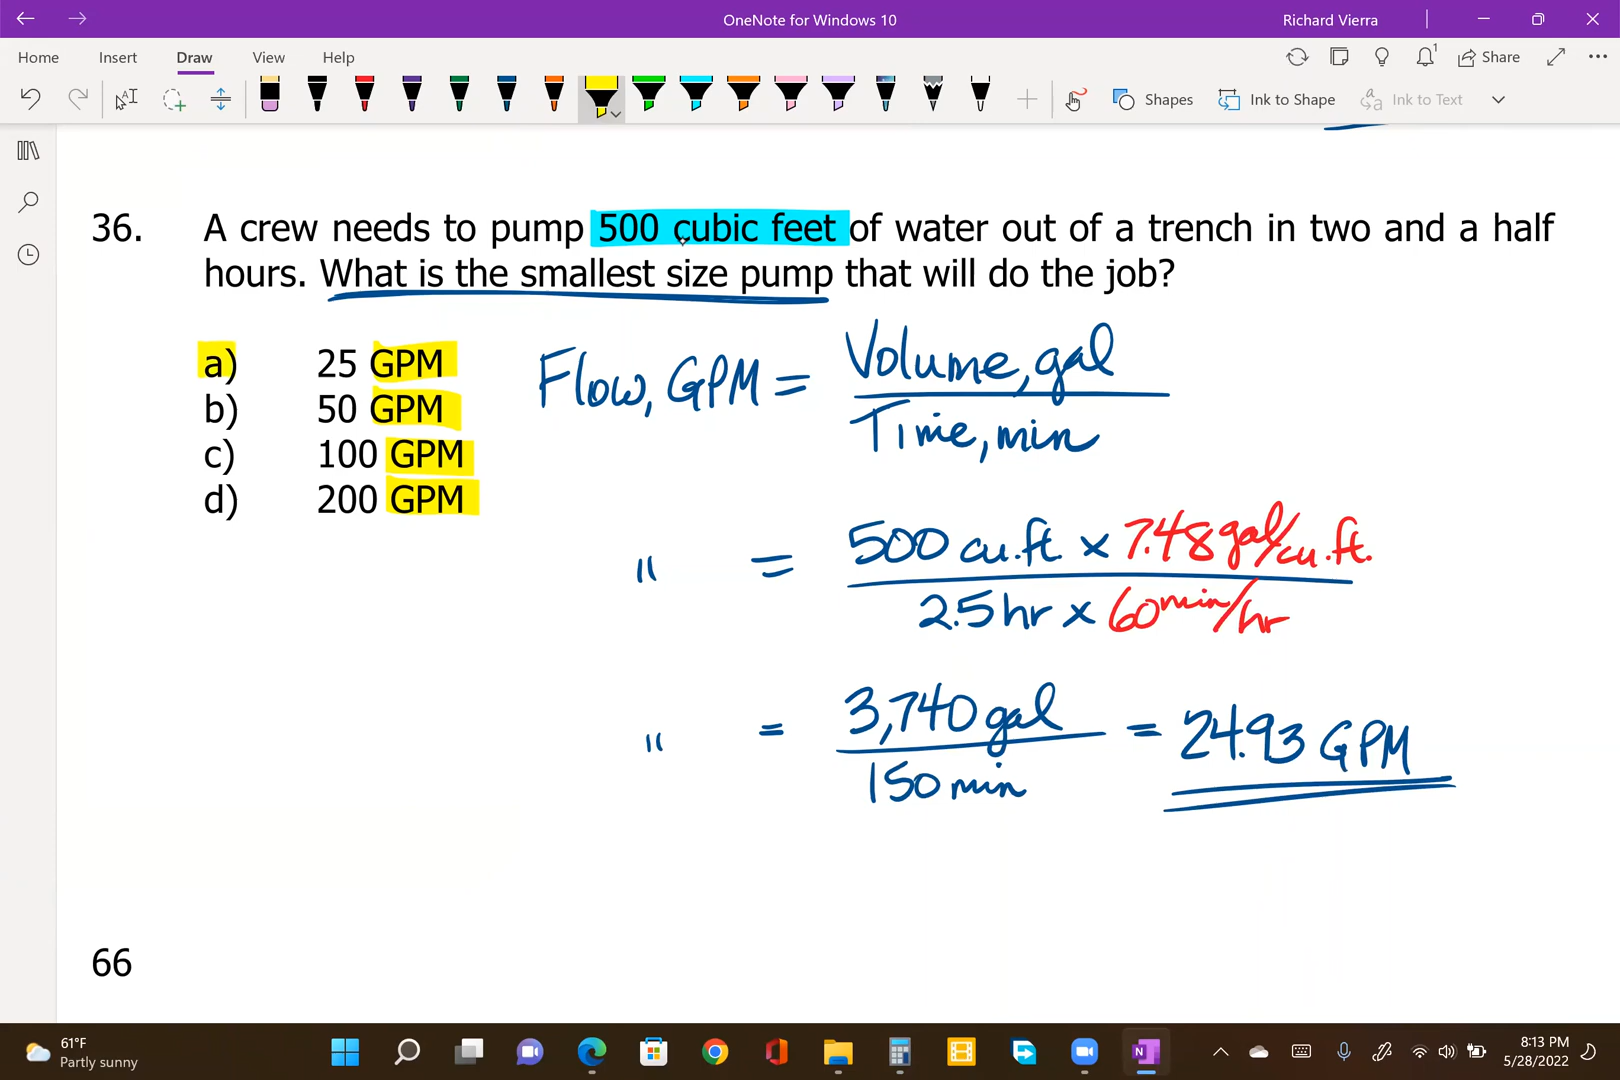 OneNote for Windows 10
Richard Vierra
Home Insert Draw View Help
1
Share
Shapes
Ink to Shape
Ink to Text
36. A crew needs to pump 500 cubic feet of water out of a trench in two and a half
hours. What is the smallest size pump that will do the job?
a) 25 GPM
b) 50 GPM
c) 100 GPM
d) 200 GPM
Flow, GPM = Volume, gal
Time, min
" = 500 cu.ft. x 7.48 gal/cu.ft.
2.5 hr x 60 min/hr
" = 3,740 gal = 24.93 GPM
150 min
66
61°F
Partly sunny
8:13 PM
5/28/2022